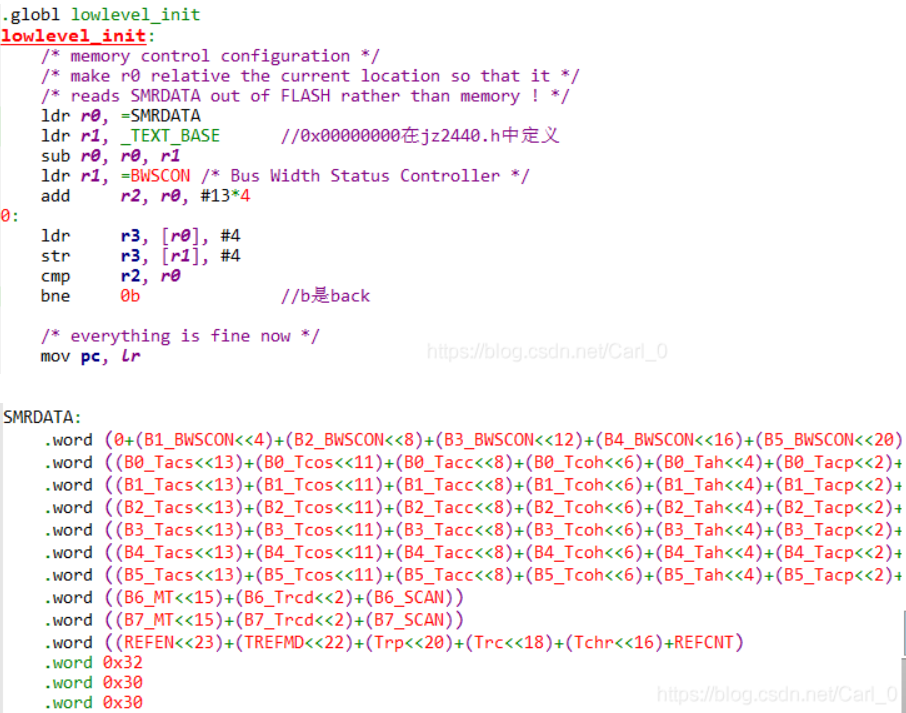 .globl lowlevel_init
lowlevel_init:
/* memory control configuration */
/* make r0 relative the current location so that it */
/* reads SMRDATA out of FLASH rather than memory ! */
ldr r0, =SMRDATA
ldr r1, _TEXT_BASE //0x00000000在jz2440.h中定义
sub r0, r0, r1
ldr r1, =BWSCON /* Bus Width Status Controller */
add r2, r0, #13*4
0:
ldr r3, [r0], #4
str r3, [r1], #4
cmp r2, r0
bne 0b //b是back
/* everything is fine now */
mov pc, lr
https://blog.csdn.net/Carl_0
SMRDATA:
.word (0+(B1_BWSCON<<4)+(B2_BWSCON<<8)+(B3_BWSCON<<12)+(B4_BWSCON<<16)+(B5_BWSCON<<20)
.word ((B0_Tacs<<13)+(B0_Tcos<<11)+(B0_Tacc<<8)+(B0_Tcoh<<6)+(B0_Tah<<4)+(B0_Tacp<<2)+
.word ((B1_Tacs<<13)+(B1_Tcos<<11)+(B1_Tacc<<8)+(B1_Tcoh<<6)+(B1_Tah<<4)+(B1_Tacp<<2)+
.word ((B2_Tacs<<13)+(B2_Tcos<<11)+(B2_Tacc<<8)+(B2_Tcoh<<6)+(B2_Tah<<4)+(B2_Tacp<<2)+
.word ((B3_Tacs<<13)+(B3_Tcos<<11)+(B3_Tacc<<8)+(B3_Tcoh<<6)+(B3_Tah<<4)+(B3_Tacp<<2)+
.word ((B4_Tacs<<13)+(B4_Tcos<<11)+(B4_Tacc<<8)+(B4_Tcoh<<6)+(B4_Tah<<4)+(B4_Tacp<<2)+
.word ((B5_Tacs<<13)+(B5_Tcos<<11)+(B5_Tacc<<8)+(B5_Tcoh<<6)+(B5_Tah<<4)+(B5_Tacp<<2)+
.word ((B6_MT<<15)+(B6_Trcd<<2)+(B6_SCAN))
.word ((B7_MT<<15)+(B7_Trcd<<2)+(B7_SCAN))
.word ((REFEN<<23)+(TREFMD<<22)+(Trp<<20)+(Trc<<18)+(Tchr<<16)+REFCNT)
.word 0x32
.word 0x30
.word 0x30
https://blog.csdn.net/Carl_0